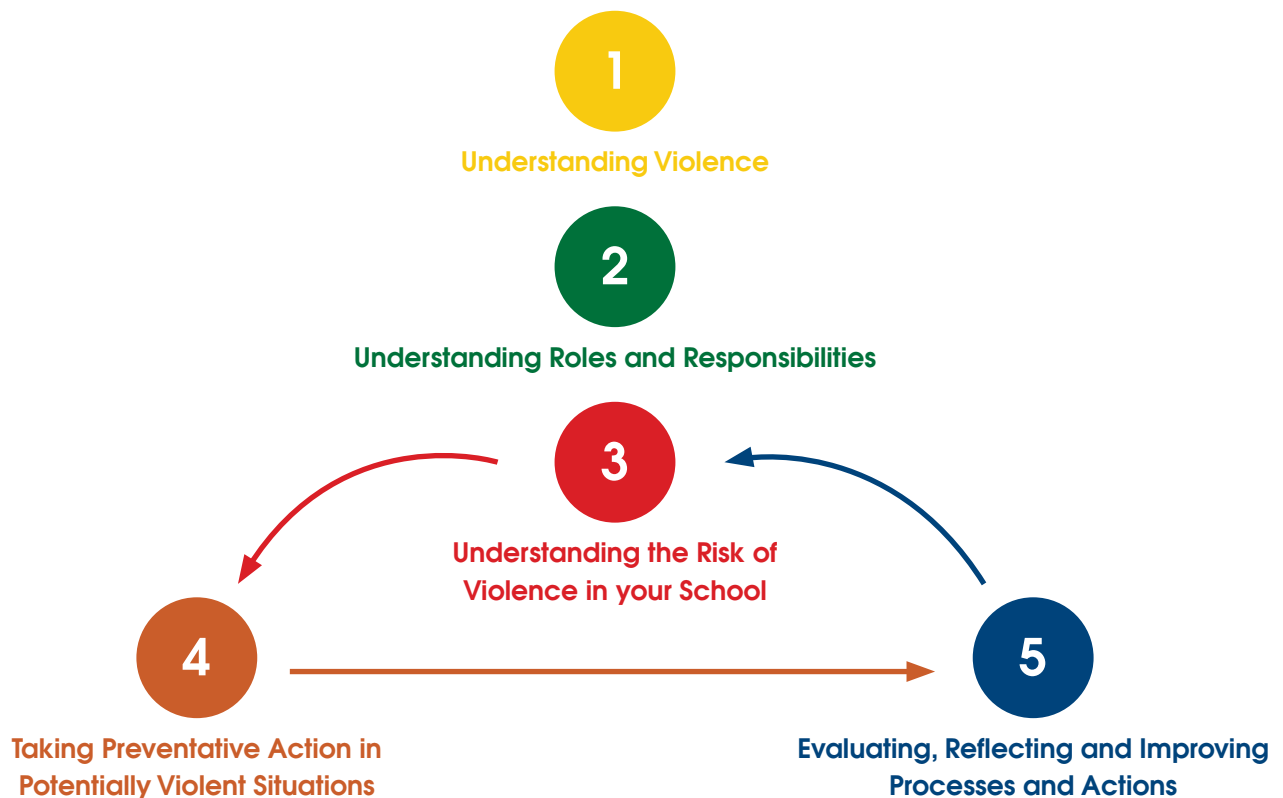 1
Understanding Violence
2
Understanding Roles and Responsibilities
3
Understanding the Risk of
Violence in your School
4
Taking Preventative Action in
Potentially Violent Situations
5
Evaluating, Reflecting and Improving
Processes and Actions